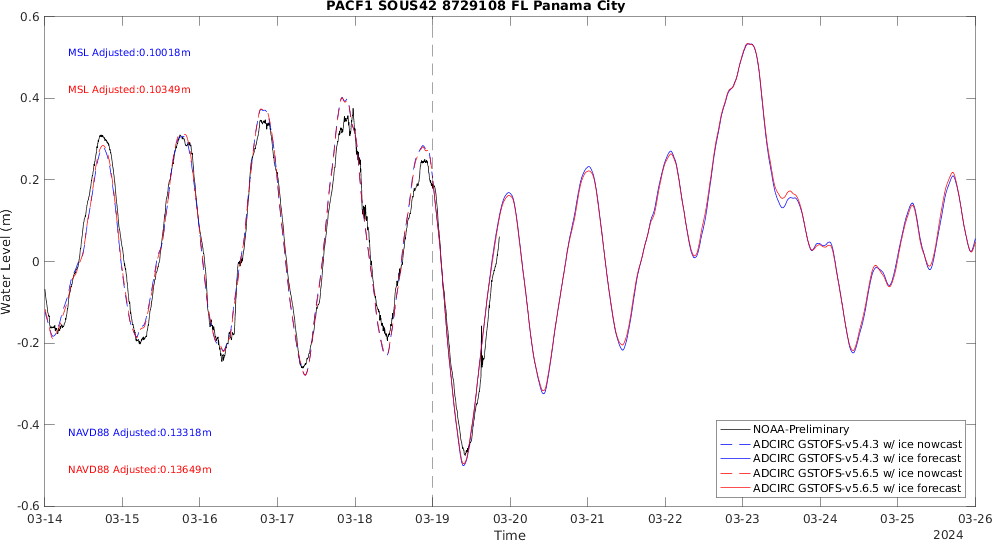 PACF1 SOUS42 8729108 FL Panama City
MSL Adjusted:0.10018m
MSL Adjusted:0.10349m
NAVD88 Adjusted:0.13318m
NAVD88 Adjusted:0.13649m
Water Level (m)
0.6
0.4
0.2
0
-0.2
-0.4
-0.6
NOAA-Preliminary
ADCIRC GSTOFS-v5.4.3 w/ ice nowcast
ADCIRC GSTOFS-v5.4.3 w/ ice forecast
ADCIRC GSTOFS-v5.6.5 w/ ice nowcast
ADCIRC GSTOFS-v5.6.5 w/ ice forecast
03-14 03-15 03-16 03-17 03-18 03-19 03-20 03-21 03-22 03-23 03-24 03-25 03-26
Time
2024